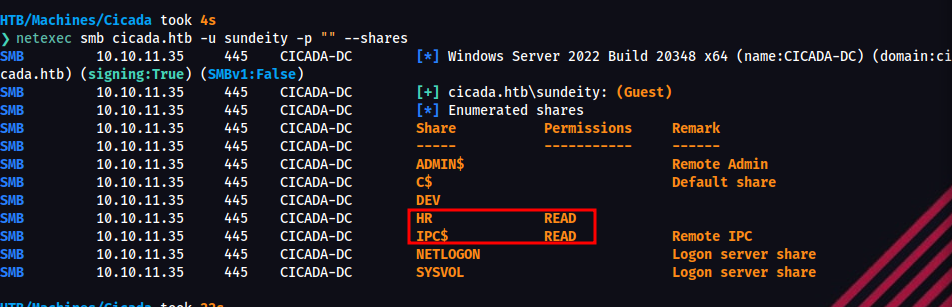 HTB/Machines/Cicada took 4s
❯ netexec smb cicada.htb -u sundeity -p "" --shares
SMB 10.10.11.35 445 CICADA-DC [*] Windows Server 2022 Build 20348 x64 (name:CICADA-DC) (domain:ci
cada.htb) (signing:True) (SMBv1:False)
SMB 10.10.11.35 445 CICADA-DC [+] cicada.htb\sundeity: (Guest)
SMB 10.10.11.35 445 CICADA-DC [*] Enumerated shares
SMB 10.10.11.35 445 CICADA-DC Share Permissions Remark
SMB 10.10.11.35 445 CICADA-DC ----- ----------- ------
SMB 10.10.11.35 445 CICADA-DC ADMIN$ Remote Admin
SMB 10.10.11.35 445 CICADA-DC C$ Default share
SMB 10.10.11.35 445 CICADA-DC DEV
SMB 10.10.11.35 445 CICADA-DC HR READ
SMB 10.10.11.35 445 CICADA-DC IPC$ READ Remote IPC
SMB 10.10.11.35 445 CICADA-DC NETLOGON Logon server share
SMB 10.10.11.35 445 CICADA-DC SYSVOL Logon server share
HTB/Machines/Cicada took